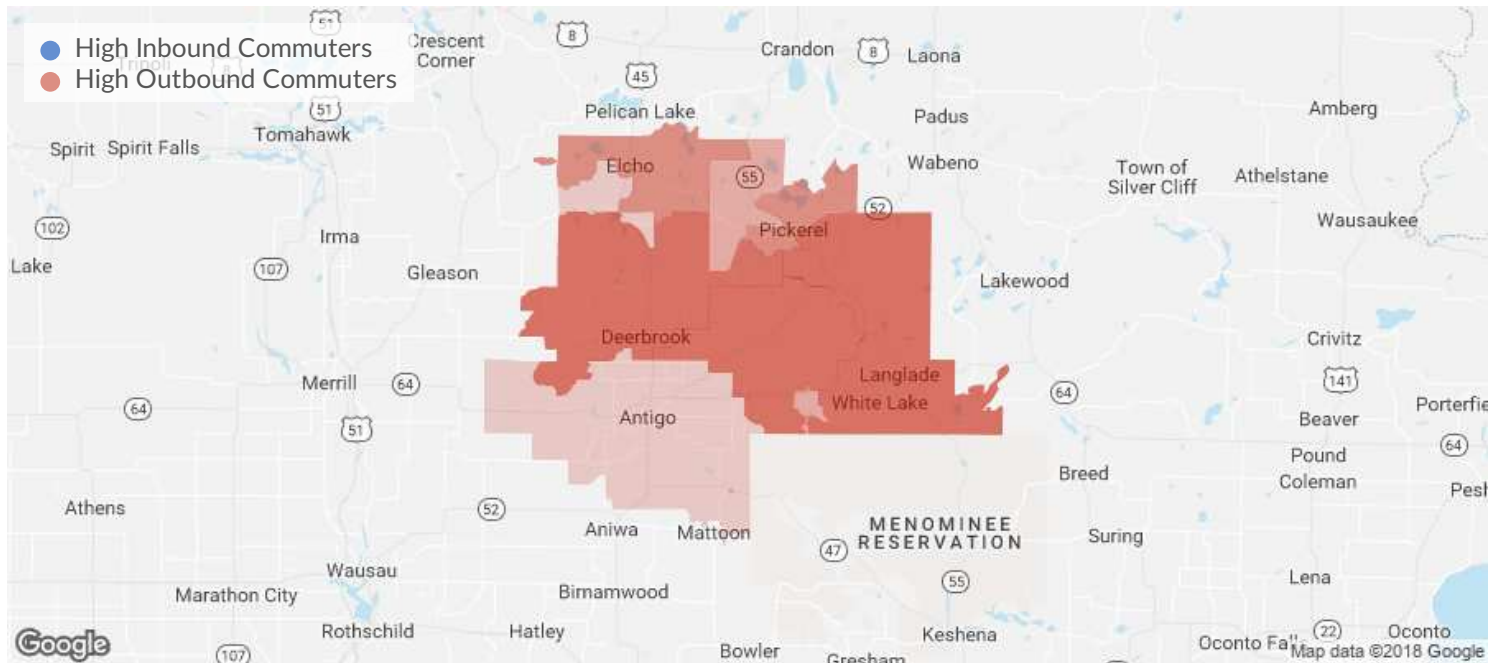 High Inbound Commuters
High Outbound Commuters
51
Tripoli
8
Crescent
Corner
8
Crandon
8
Laona
45
51
Pelican Lake
Padus
Amberg
Tomahawk
Spirit
Spirit Falls
Elcho
55
Wabeno
Town of
Silver Cliff
Athelstane
52
102
Irma
Pickerel
Wausaukee
Lake
107
Gleason
Lakewood
Deerbrook
Crivitz
Merrill
64
Langlade
64
141
64
51
Antigo
White Lake
Beaver
Porterfie
64
Pound
Breed
Coleman
Pesh
Athens
52
Aniwa
Mattoon
MENOMINEE
RESERVATION
Suring
47
Wausau
55
Lena
Marathon City
Birnamwood
Rothschild
Hatley
Keshena
22
Oconto
Oconto Fa
Google
107
Bowler
Gresham
Map data ©2018 Google